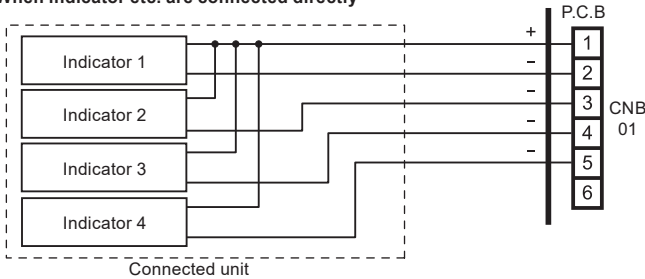 when indicator etc. are connected directly
P.C.B
Indicator 1
Indicator 2
Indicator 3
Indicator 4
+
–
–
–
–
1
2
3
4
5
6
CNB
01
Connected unit